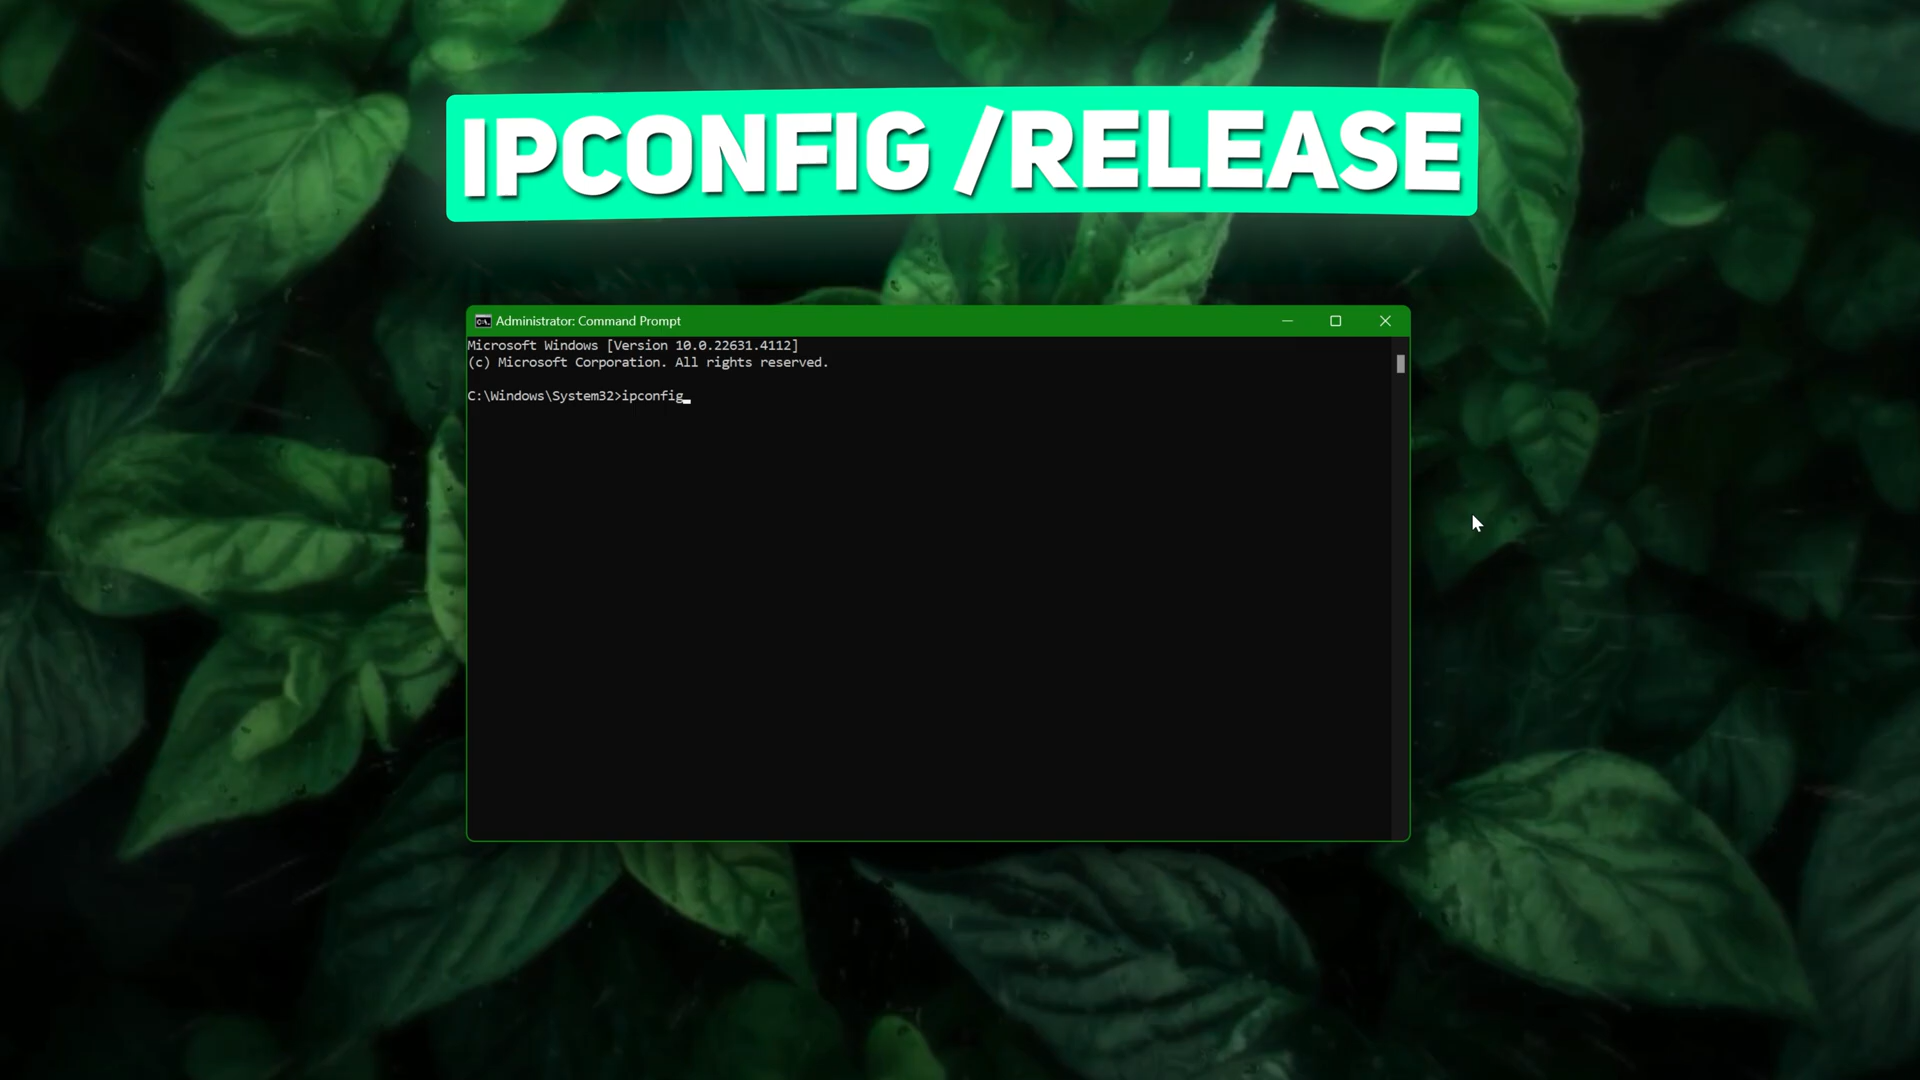 IPCONFIG /RELEASE
Administrator: Command Prompt
Microsoft Windows [Version 10.0.22631.4112]
(c) Microsoft Corporation. All rights reserved.
C:\Windows\System32>ipconfig_